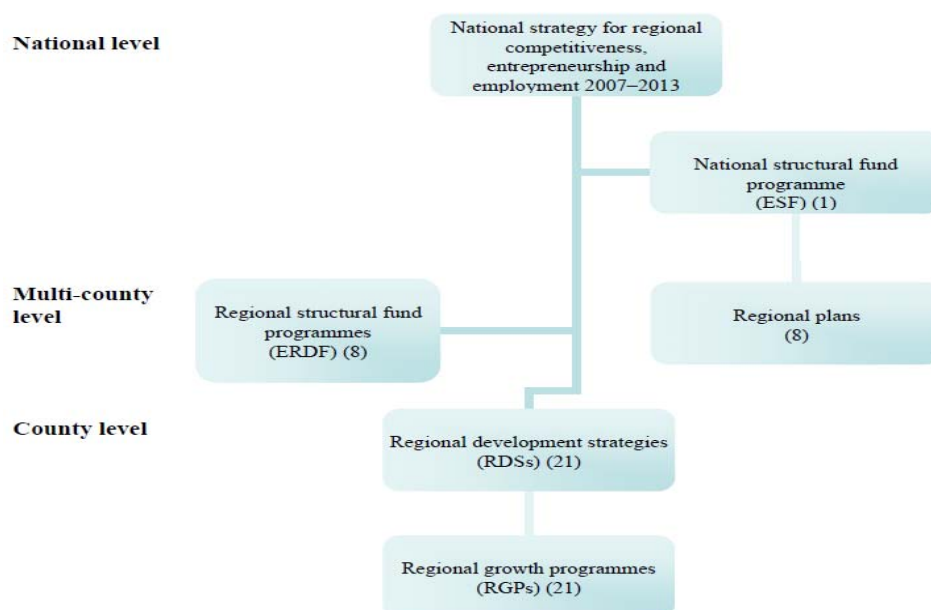 National level
National strategy for regional
competitiveness,
entrepreneurship and
employment 2007–2013
National structural fund
programme
(ESF) (1)
Multi-county
level
Regional structural fund
programmes
(ERDF) (8)
Regional plans
(8)
County level
Regional development strategies
(RDSs) (21)
Regional growth programmes
(RGPs) (21)